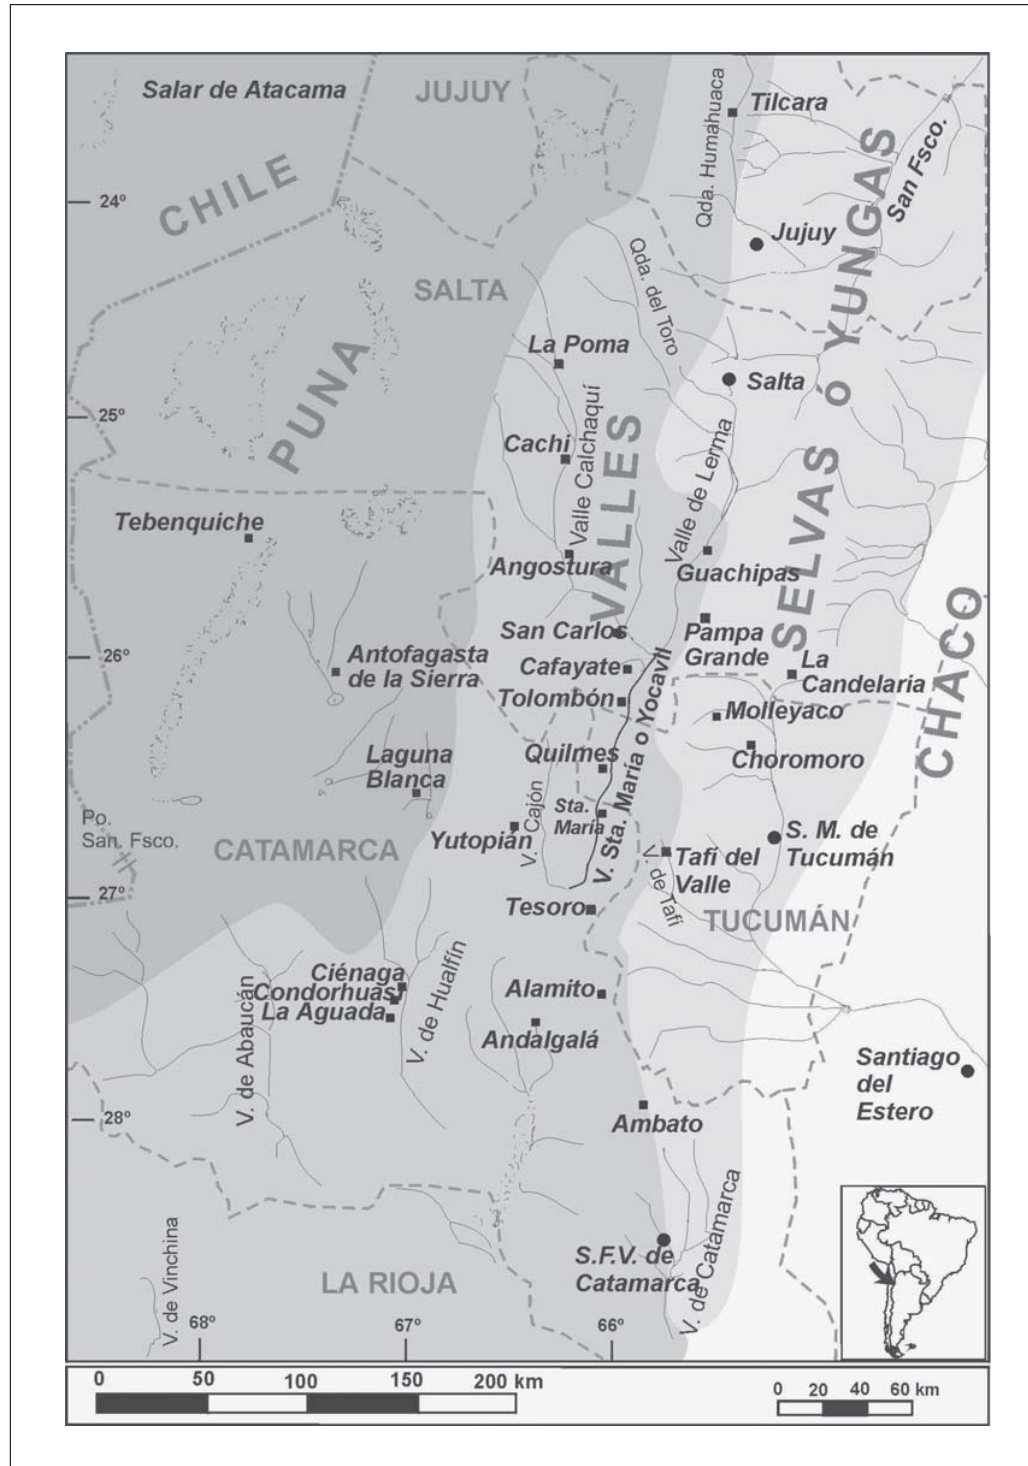 Salar de Atacama
JUJUY
Tilcara
Qda. Humahuaca
San Fsco.
CHILE
24º
Jujuy
SELVAS ó YUNGAS
Qda. del Toro
SALTA
La Poma
PUNA
Salta
25º
VALLES
Cachi
Valle Calchaquí
Valle de Lerma
Tebenquiche
Angostura
Guachipas
CHACO
San Carlos
Pampa
Grande
26º
Antofagasta
de la Sierra
Cafayate
La
Candelaria
Tolombón
V. Sta. María o Yocavil
Molleyaco
Laguna
Blanca
Quilmes
Choromoro
V. Cajón
Sta.
María
Po.
San. Fsco.
Yutopián
S. M. de
Tucumán
CATAMARCA
V. de Tafi
Tafí del
Valle
27º
Tesoro
TUCUMÁN
Ciénaga
Condorhuasi
La Aguada
V. de Abaucán
V. de Hualfín
Alamito
Andalgalá
Santiago
del
Estero
28º
Ambato
S.F.V. de
Catamarca
V. de Catamarca
V. de Vinchina
LA RIOJA
68º 67º 66º
0 50 100 150 200 km
0 20 40 60 km